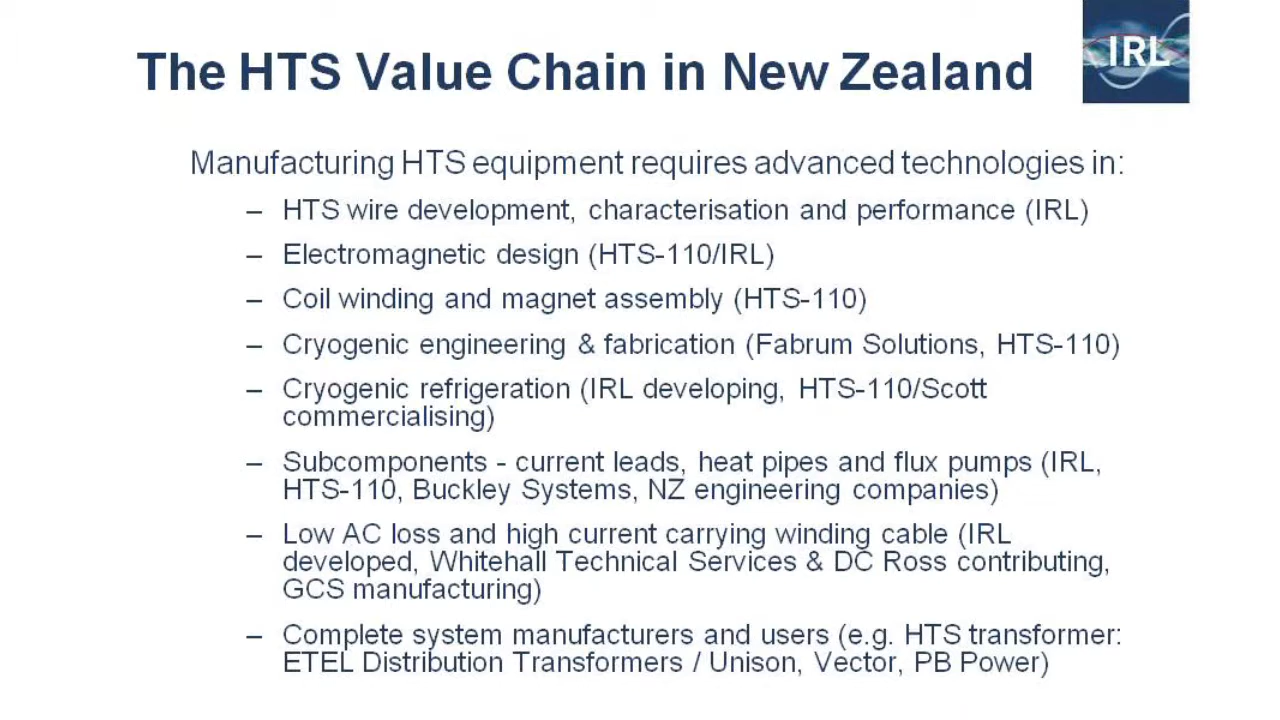 The HTS Value Chain in New Zealand
IRL
Manufacturing HTS equipment requires advanced technologies in:
– HTS wire development, characterisation and performance (IRL)
– Electromagnetic design (HTS-110/IRL)
– Coil winding and magnet assembly (HTS-110)
– Cryogenic engineering & fabrication (Fabrum Solutions, HTS-110)
– Cryogenic refrigeration (IRL developing, HTS-110/Scott
commercialising)
– Subcomponents - current leads, heat pipes and flux pumps (IRL,
HTS-110, Buckley Systems, NZ engineering companies)
– Low AC loss and high current carrying winding cable (IRL
developed, Whitehall Technical Services & DC Ross contributing,
GCS manufacturing)
– Complete system manufacturers and users (e.g. HTS transformer:
ETEL Distribution Transformers / Unison, Vector, PB Power)